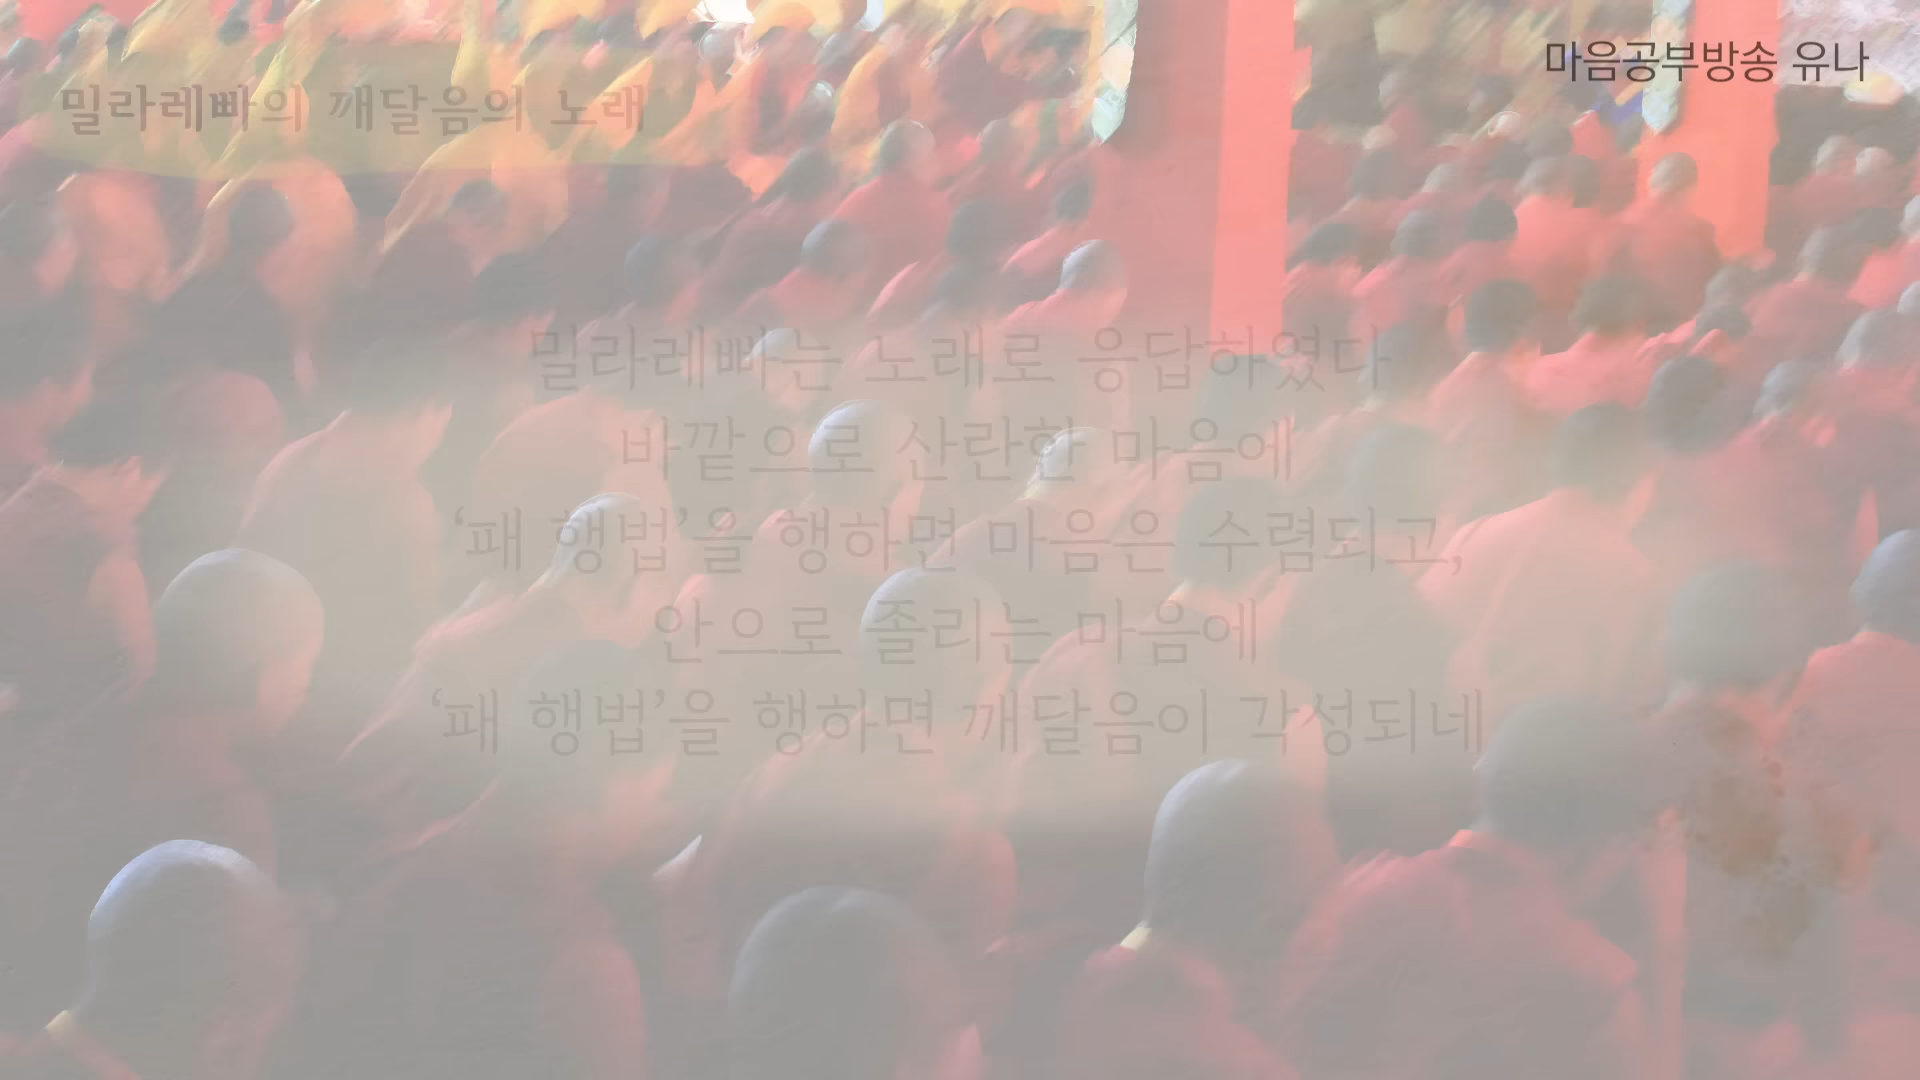 마음공부방송 유나
밀라레빠의 깨달음의 노래
밀라레빠는 노래로 응답하였다
바깥으로 산란한 마음에
‘패 행법’을 행하면 마음은 수렴되고,
안으로 졸리는 마음에
‘패 행법’을 행하면 깨달음이 각성되네